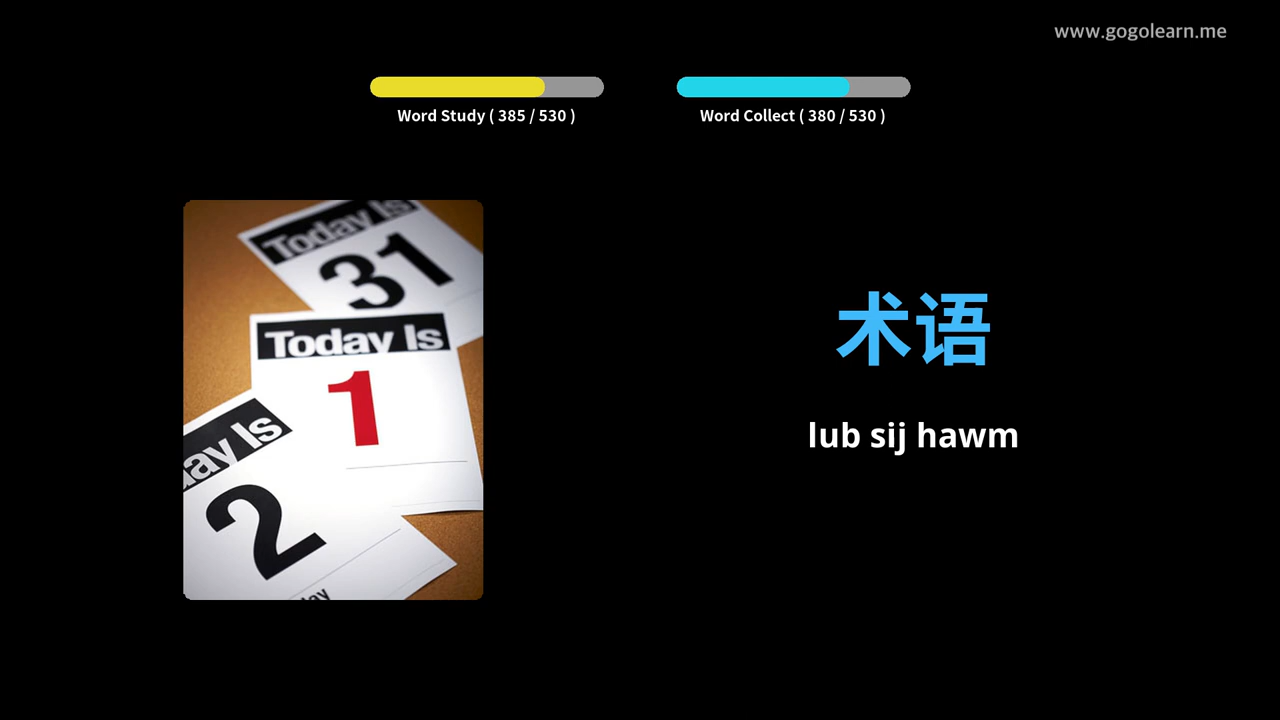 www.gogolearn.me
Word Study ( 385 / 530 )
Word Collect ( 380 / 530 )
Today Is
31
Today Is
1
ay Is
2
术语
lub sij hawm